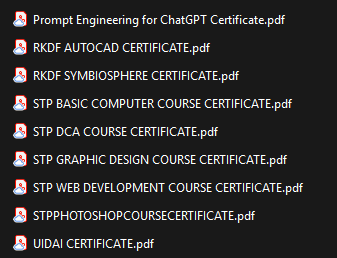 Prompt Engineering for ChatGPT Certificate.pdf
RKDF AUTOCAD CERTIFICATE.pdf
RKDF SYMBIOSPHERE CERTIFICATE.pdf
STP BASIC COMPUTER COURSE CERTIFICATE.pdf
STP DCA COURSE CERTIFICATE.pdf
STP GRAPHIC DESIGN COURSE CERTIFICATE.pdf
STP WEB DEVELOPMENT COURSE CERTIFICATE.pdf
STPPHOTOSHOPCOURSECERTIFICATE.pdf
UIDAI CERTIFICATE.pdf